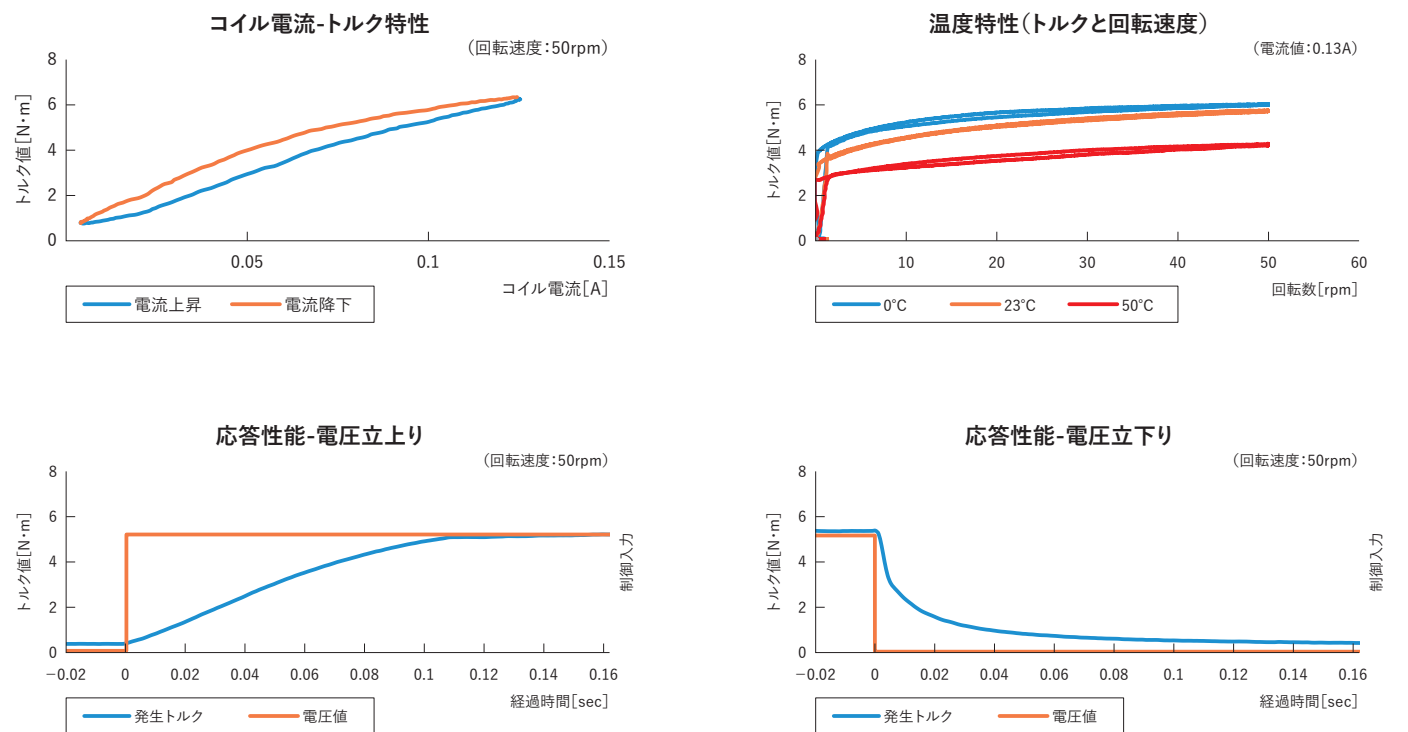 コイル電流-トルク特性
(回転速度:50rpm)
トルク値[N・m]
8
6
4
2
0
0.05
0.1
0.15
コイル電流[A]
電流上昇
電流降下
温度特性(トルクと回転速度)
(電流値:0.13A)
トルク値[N・m]
8
6
4
2
0
10
20
30
40
50
60
回転数[rpm]
0℃
23℃
50℃
応答性能-電圧立上り
(回転速度:50rpm)
トルク値[N・m]
8
6
4
2
0
−0.02
0
0.02
0.04
0.06
0.08
0.1
0.12
0.14
0.16
制御入力
経過時間[sec]
発生トルク
電圧値
応答性能-電圧立下り
(回転速度:50rpm)
トルク値[N・m]
8
6
4
2
0
−0.02
0
0.02
0.04
0.06
0.08
0.1
0.12
0.14
0.16
制御入力
経過時間[sec]
発生トルク
電圧値